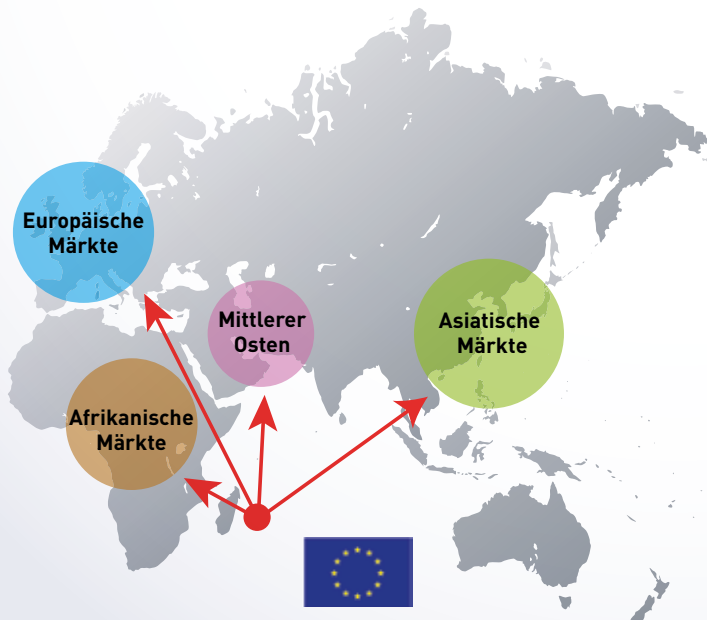 Europäische
Märkte
Mittlerer
Osten
Asiatische
Märkte
Afrikanische
Märkte